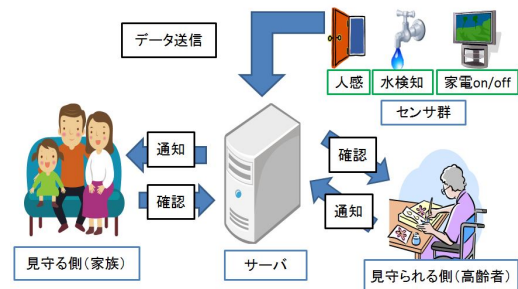 データ送信
人感
水検知
家電on/off
センサ群
通知
確認
確認
通知
見守る側(家族)
サーバ
見守られる側(高齢者)